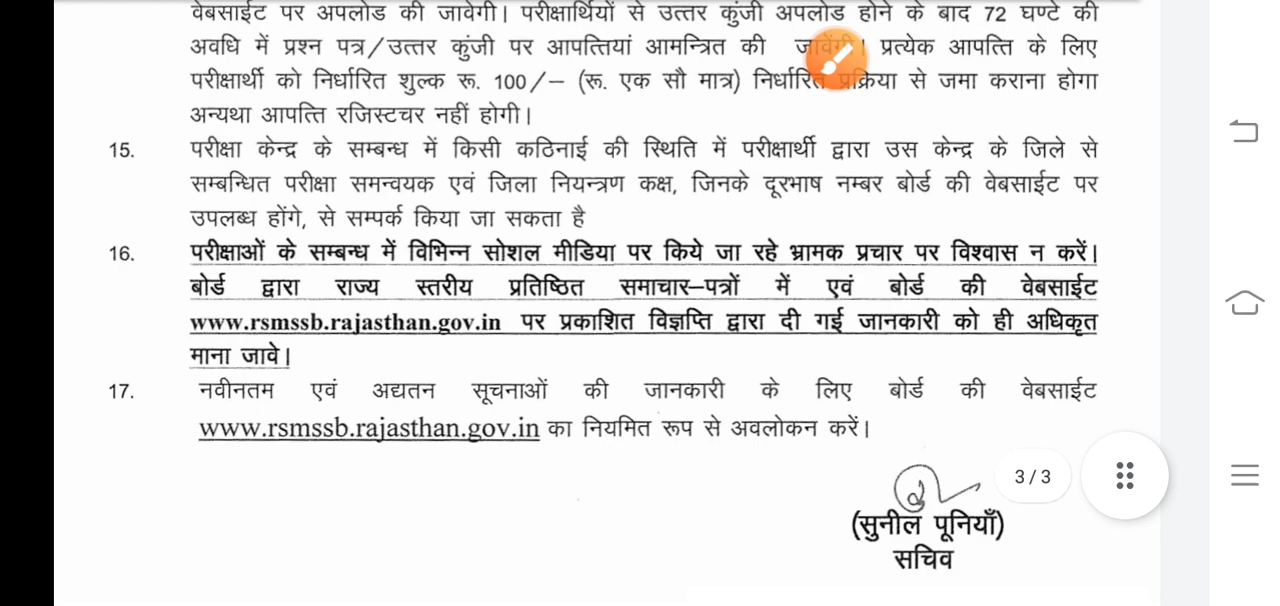 वेबसाईट पर अपलोड की जावेगी। परीक्षार्थियों से उत्तर कुंजी अपलोड होने के बाद 72 घण्टे की
अवधि में प्रश्न पत्र/उत्तर कुंजी पर आपत्तियां आमन्त्रित की जावेंगी। प्रत्येक आपत्ति के लिए
परीक्षार्थी को निर्धारित शुल्क रू. 100/– (रू. एक सौ मात्र) निर्धारित प्रक्रिया से जमा कराना होगा
अन्यथा आपत्ति रजिस्टचर नहीं होगी।
15. परीक्षा केन्द्र के सम्बन्ध में किसी कठिनाई की स्थिति में परीक्षार्थी द्वारा उस केन्द्र के जिले से
सम्बन्धित परीक्षा समन्वयक एवं जिला नियन्त्रण कक्ष, जिनके दूरभाष नम्बर बोर्ड की वेबसाईट पर
उपलब्ध होंगे, से सम्पर्क किया जा सकता है
16. परीक्षाओं के सम्बन्ध में विभिन्न सोशल मीडिया पर किये जा रहे भ्रामक प्रचार पर विश्वास न करें।
बोर्ड द्वारा राज्य स्तरीय प्रतिष्ठित समाचार–पत्रों में एवं बोर्ड की वेबसाईट
www.rsmssb.rajasthan.gov.in पर प्रकाशित विज्ञप्ति द्वारा दी गई जानकारी को ही अधिकृत
माना जावे।
17. नवीनतम एवं अद्यतन सूचनाओं की जानकारी के लिए बोर्ड की वेबसाईट
www.rsmssb.rajasthan.gov.in का नियमित रूप से अवलोकन करें।
3/3
(सुनील पूनियाँ)
सचिव